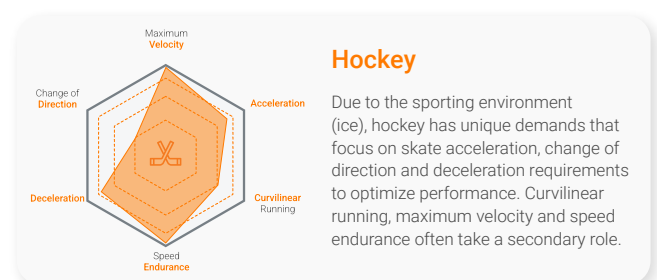 Maximum
Velocity
Change of
Direction
Acceleration
Deceleration
Curvilinear
Running
Speed
Endurance
Hockey
Due to the sporting environment
(ice), hockey has unique demands that
focus on skate acceleration, change of
direction and deceleration requirements
to optimize performance. Curvilinear
running, maximum velocity and speed
endurance often take a secondary role.